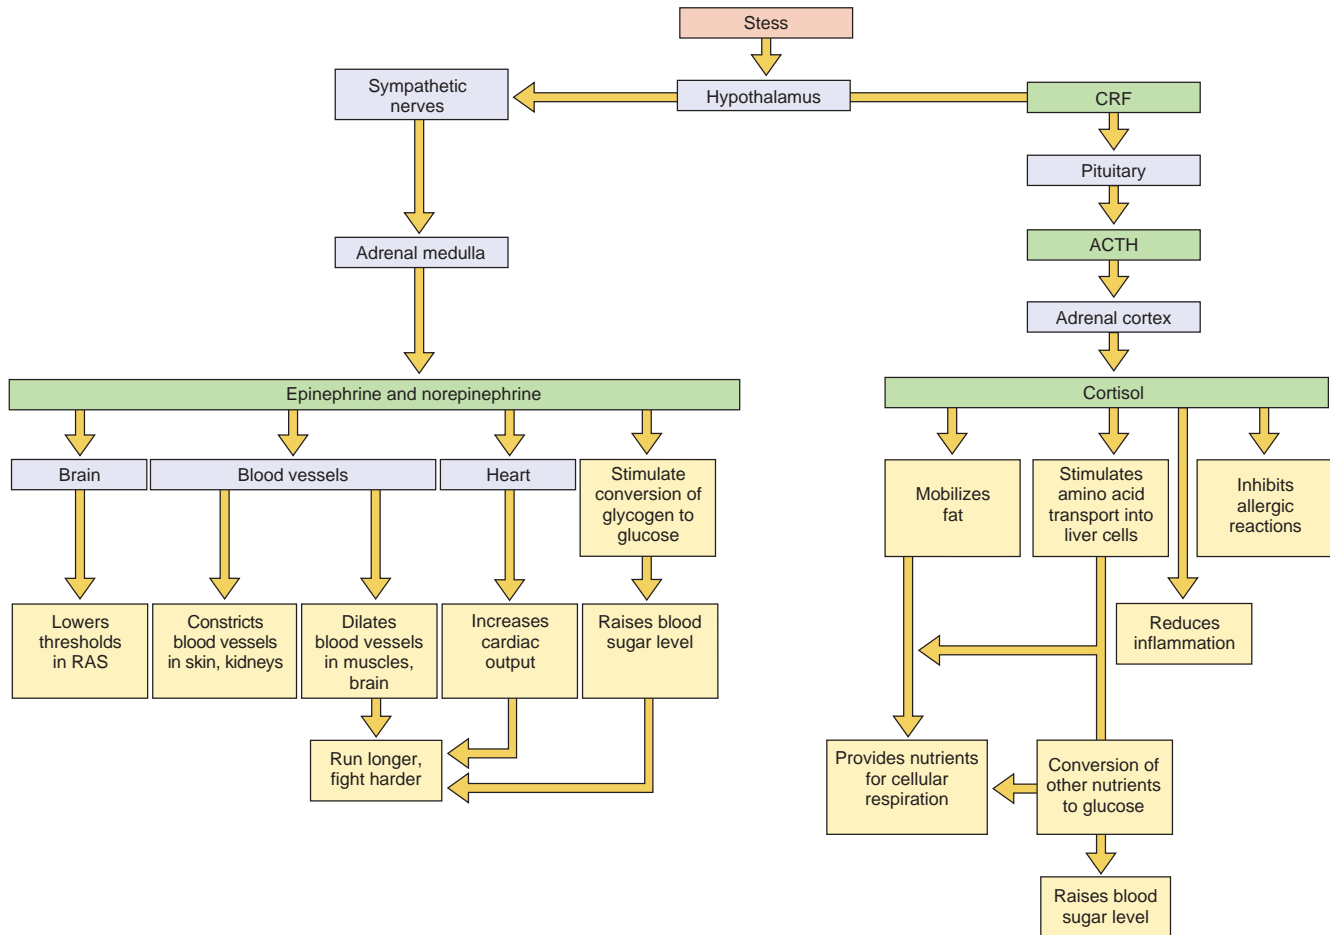 Stess
Sympathetic
nerves
Hypothalamus
CRF
Pituitary
Adrenal medulla
ACTH
Adrenal cortex
Epinephrine and norepinephrine
Cortisol
Brain
Blood vessels
Heart
Stimulate
conversion of
glycogen to
glucose
Mobilizes
fat
Stimulates
amino acid
transport into
liver cells
Inhibits
allergic
reactions
Lowers
thresholds
in RAS
Constricts
blood vessels
in skin, kidneys
Dilates
blood vessels
in muscles,
brain
Increases
cardiac
output
Raises blood
sugar level
Reduces
inflammation
Run longer,
fight harder
Provides nutrients
for cellular
respiration
Conversion of
other nutrients
to glucose
Raises blood
sugar level